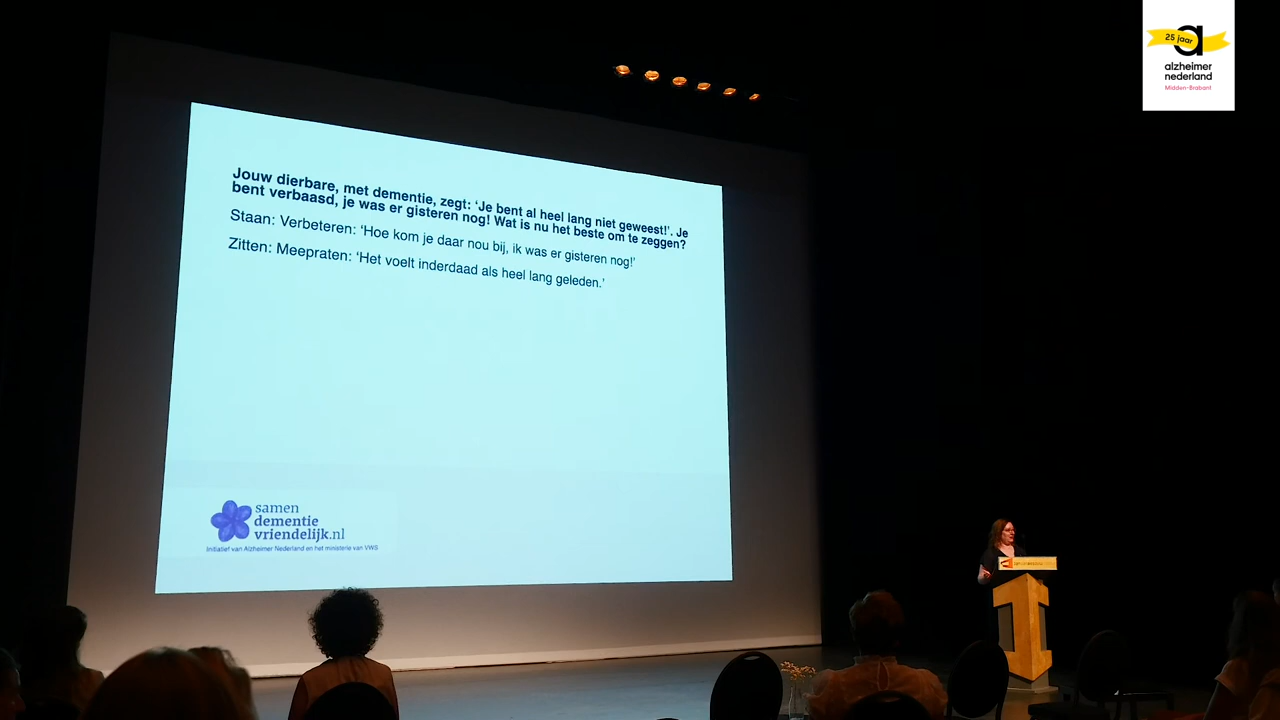 25 jaar
alzheimer
nederland
Midden-Brabant
Jouw dierbare, met dementie, zegt: ‘Je bent al heel lang niet geweest!’. Je
bent verbaasd, je was er gisteren nog! Wat is nu het beste om te zeggen?
Staan: Verbeteren: ‘Hoe kom je daar nou bij, ik was er gisteren nog!’
Zitten: Meepraten: ‘Het voelt inderdaad als heel lang geleden.’
samen
dementie
vriendelijk.nl
Initiatief van Alzheimer Nederland en het ministerie van VWS